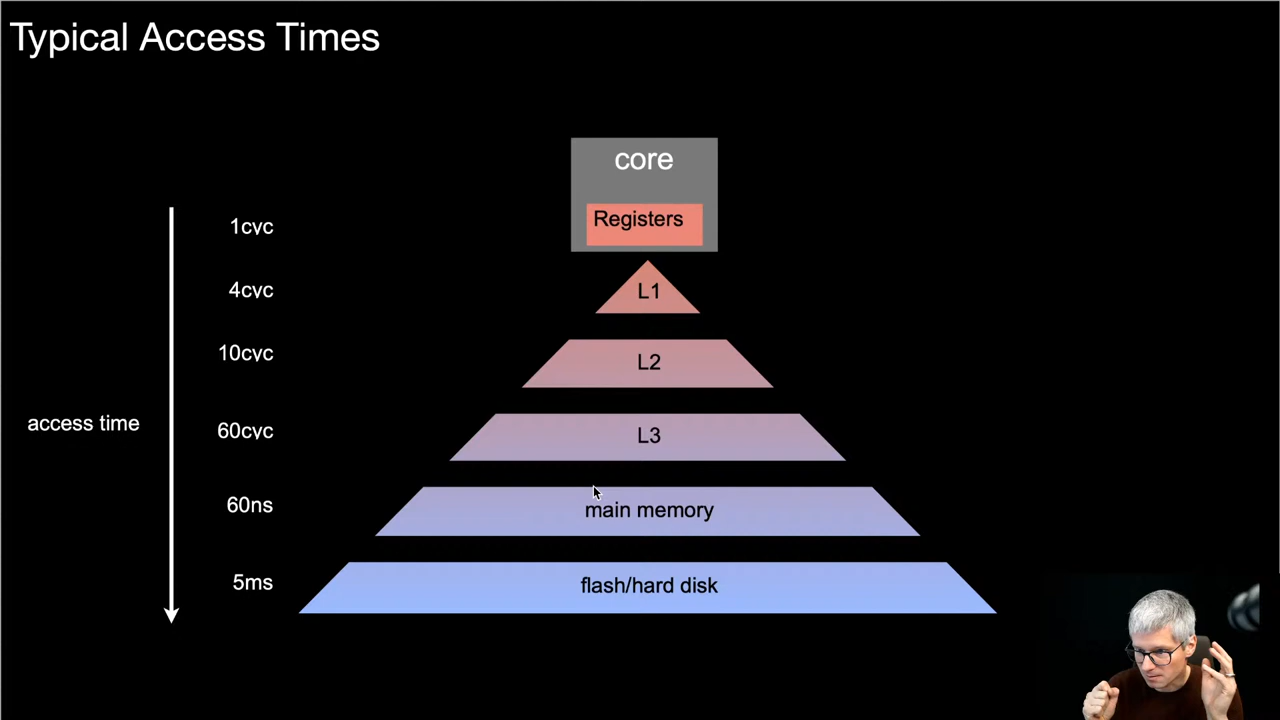 Typical Access Times
core
Registers
1cyc
4cyc
L1
10cyc
L2
access time
60cyc
L3
60ns
main memory
5ms
flash/hard disk